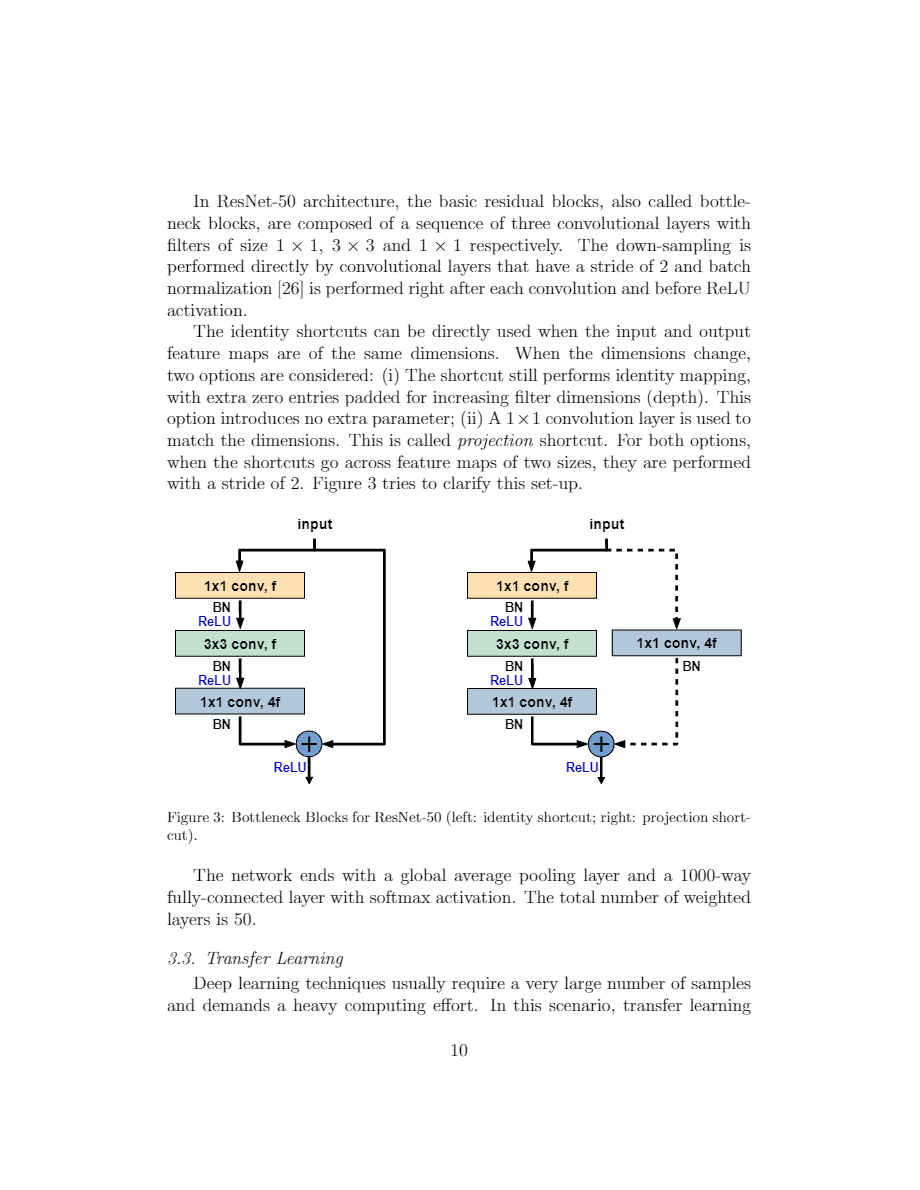 In ResNet-50 architecture, the basic residual blocks, also called bottle-
neck blocks, are composed of a sequence of three convolutional layers with
filters of size 1 × 1, 3 × 3 and 1 × 1 respectively. The down-sampling is
performed directly by convolutional layers that have a stride of 2 and batch
normalization [26] is performed right after each convolution and before ReLU
activation.
The identity shortcuts can be directly used when the input and output
feature maps are of the same dimensions. When the dimensions change,
two options are considered: (i) The shortcut still performs identity mapping,
with extra zero entries padded for increasing filter dimensions (depth). This
option introduces no extra parameter; (ii) A 1×1 convolution layer is used to
match the dimensions. This is called projection shortcut. For both options,
when the shortcuts go across feature maps of two sizes, they are performed
with a stride of 2. Figure 3 tries to clarify this set-up.
input
1x1 conv, f
BN
ReLU
3x3 conv, f
BN
ReLU
1x1 conv, 4f
BN
+
ReLU
input
1x1 conv, f
BN
ReLU
3x3 conv, f
1x1 conv, 4f
BN
BN
ReLU
1x1 conv, 4f
BN
+
ReLU
Figure 3: Bottleneck Blocks for ResNet-50 (left: identity shortcut; right: projection short-
cut).
The network ends with a global average pooling layer and a 1000-way
fully-connected layer with softmax activation. The total number of weighted
layers is 50.
3.3. Transfer Learning
Deep learning techniques usually require a very large number of samples
and demands a heavy computing effort. In this scenario, transfer learning
10